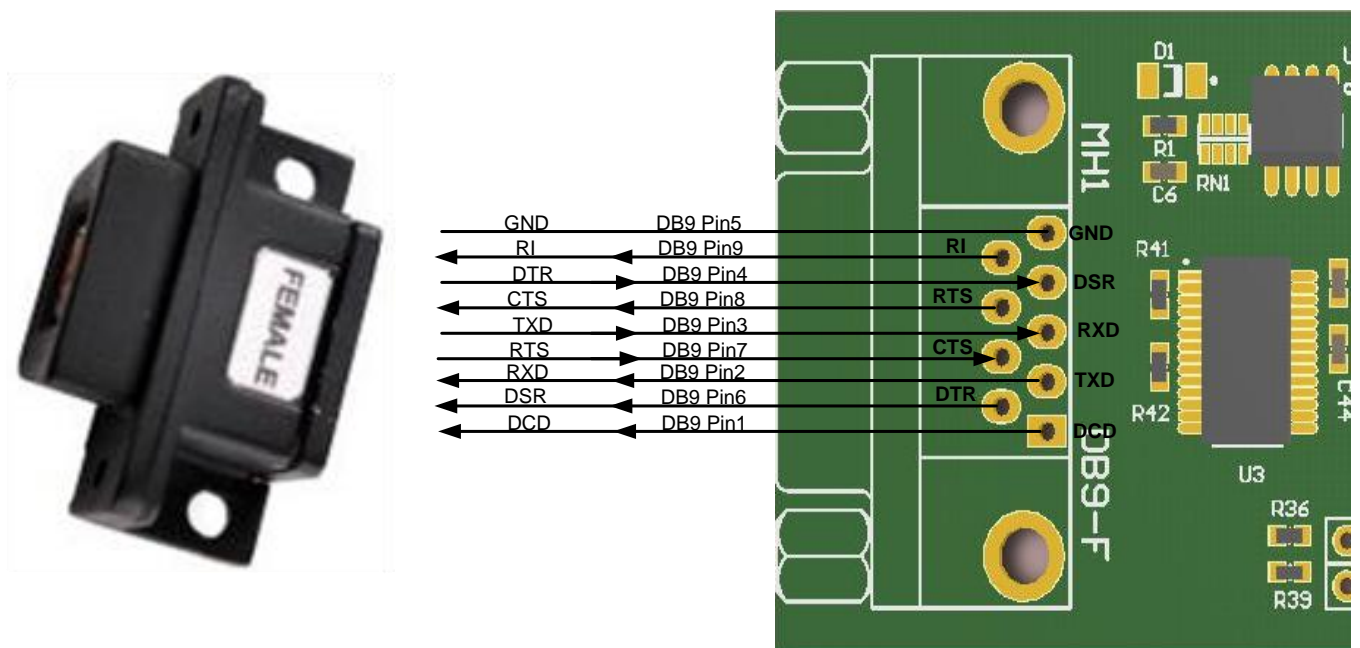 FEMALE
GND DB9 Pin5 GND
RI DB9 Pin9 RI
DTR DB9 Pin4 DSR
CTS DB9 Pin8 RTS
TXD DB9 Pin3 RXD
RTS DB9 Pin7 CTS
RXD DB9 Pin2 TXD
DSR DB9 Pin6 DTR
DCD DB9 Pin1 DCD
MH1
DB9-F
D1
R1
C6
RN1
R41
R42
U3
C44
R36
R39